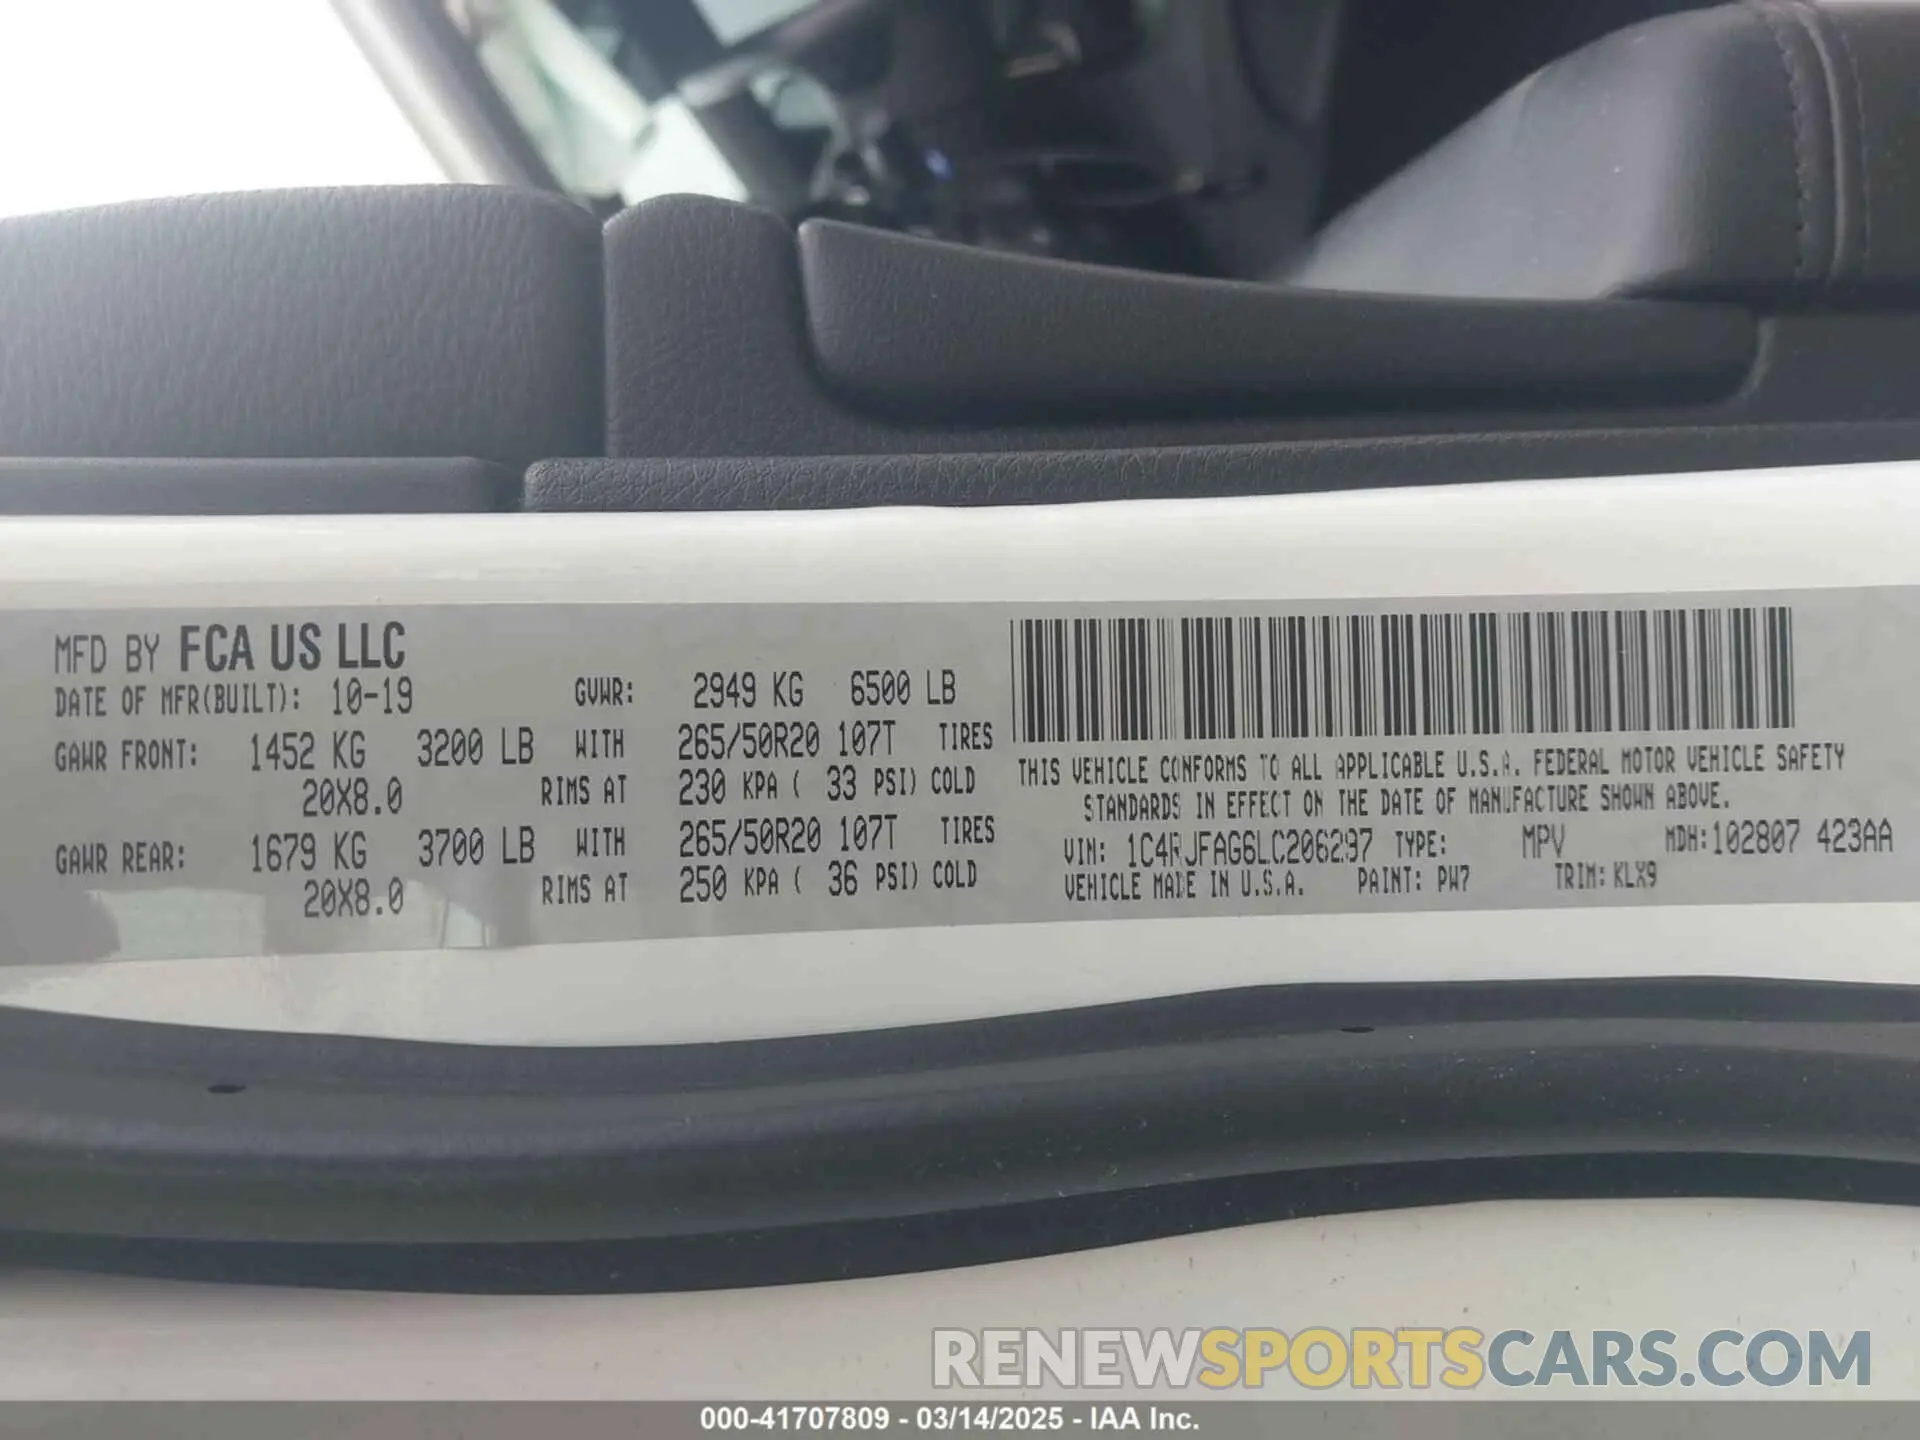 MFD BY FCA US LLC
DATE OF MFR(BUILT): 10-19 GVWR: 2949 KG 6500 LB
GAWR FRONT: 1452 KG 3200 LB WITH 265/50R20 107T TIRES
20X8.0 RIMS AT 230 KPA ( 33 PSI) COLD
GAWR REAR: 1679 KG 3700 LB WITH 265/50R20 107T TIRES
20X8.0 RIMS AT 250 KPA ( 36 PSI) COLD
THIS VEHICLE CONFORMS TO ALL APPLICABLE U.S.A. FEDERAL MOTOR VEHICLE SAFETY
STANDARDS IN EFFECT ON THE DATE OF MANUFACTURE SHOWN ABOVE.
VIN: 1C4RJFAG6LC206297 TYPE: MPV MDH:102807 423AA
VEHICLE MADE IN U.S.A. PAINT: PW7 TRIM: KLX9
RENEWSPORTSCARS.COM
000-41707809 - 03/14/2025 - IAA Inc.